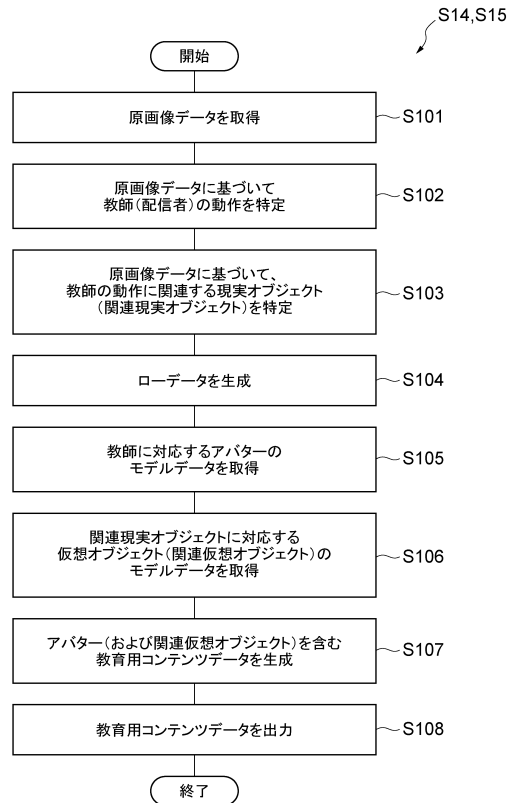 S14,S15
開始
原画像データを取得
S101
原画像データに基づいて
教師(配信者)の動作を特定
S102
原画像データに基づいて、
教師の動作に関連する現実オブジェクト
(関連現実オブジェクト)を特定
S103
ローデータを生成
S104
教師に対応するアバターの
モデルデータを取得
S105
関連現実オブジェクトに対応する
仮想オブジェクト(関連仮想オブジェクト)の
モデルデータを取得
S106
アバター(および関連仮想オブジェクト)を含む
教育用コンテンツデータを生成
S107
教育用コンテンツデータを出力
S108
終了